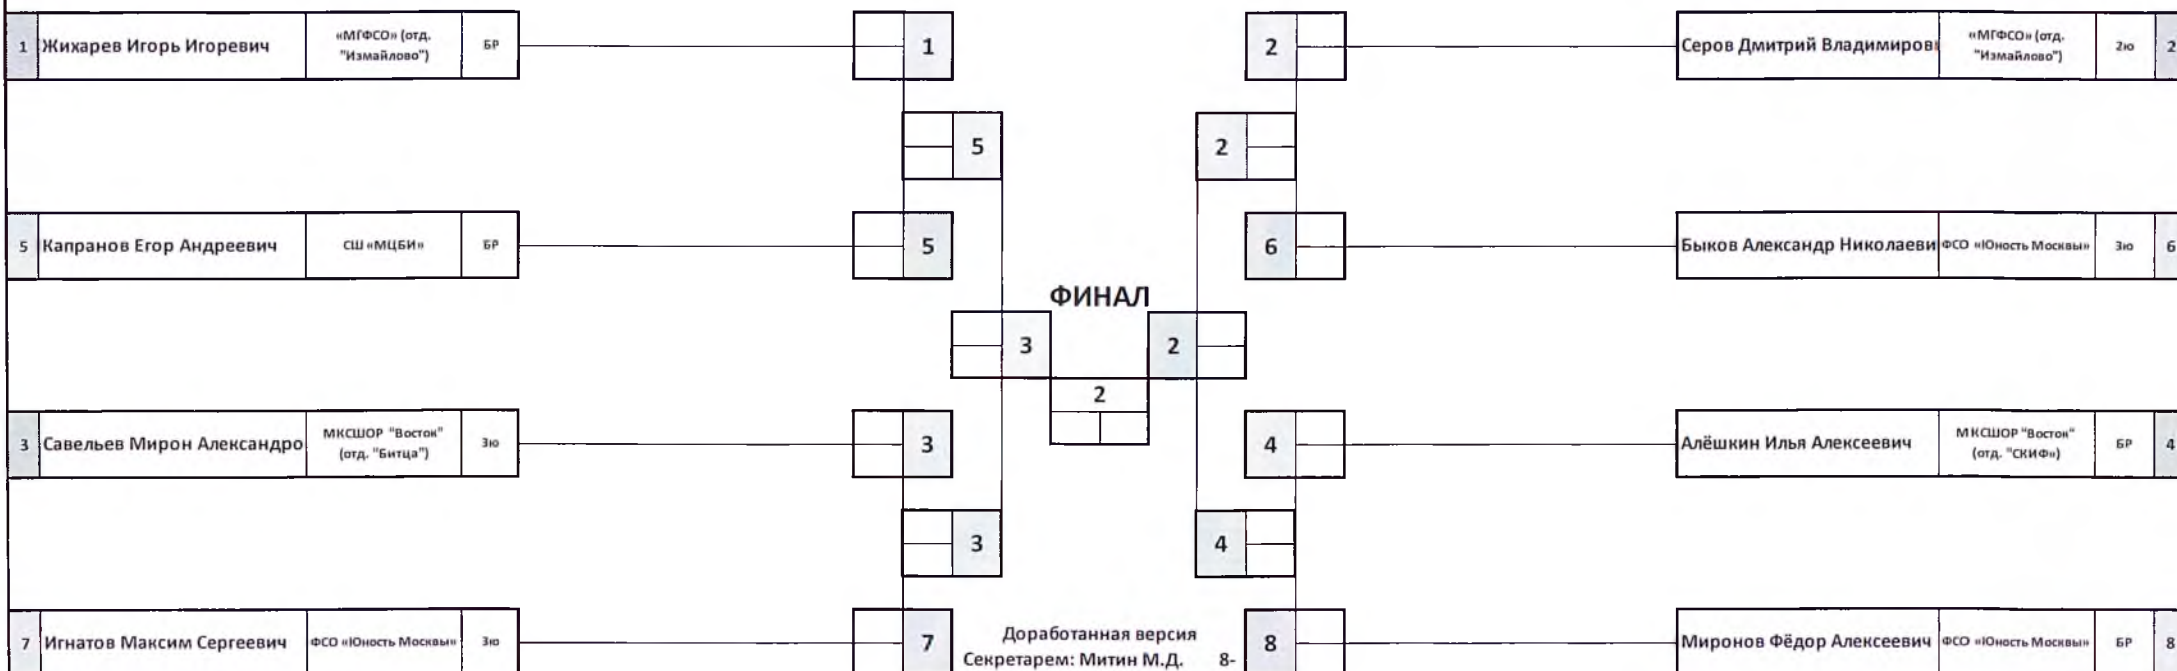 1 Жихарев Игорь Игоревич «МГФСО» (отд. "Измайлово") БР 1 2 Серов Дмитрий Владимиров «МГФСО» (отд. "Измайлово") 2ю 2
5 2
5 Капранов Егор Андреевич СШ «МЦБИ» БР 5 6 Быков Александр Николаеви ФСО «Юность Москвы» 3ю 6
ФИНАЛ
3 2
2
3 Савельев Мирон Александро МКСШОР "Восток" (отд. "Битца") 3ю 3 4 Алёшкин Илья Алексеевич МКСШОР "Восток" (отд. "СКИФ») БР 4
3 4
7 Игнатов Максим Сергеевич ФСО «Юность Москвы» 3ю 7 Доработанная версия 8 Миронов Фёдор Алексеевич ФСО «Юность Москвы» БР 8
Секретарем: Митин М.Д. 8-